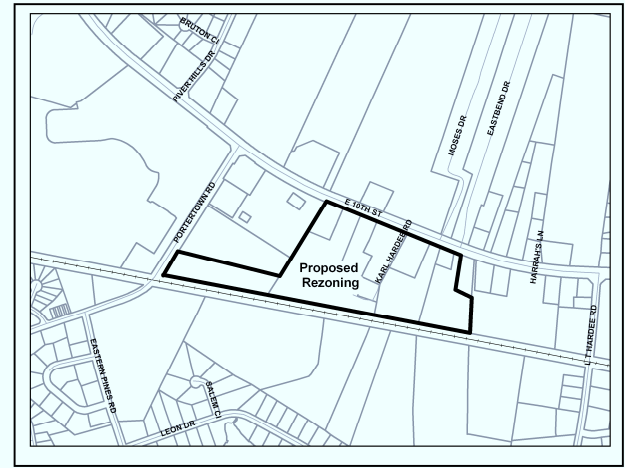 BRUTON CI
RIVER HILLS DR
MOSES DR
EASTBEND DR
PORTERTOWN RD
E 10TH ST
KARL HARDEE RD
HARRAH'S LN
Proposed
Rezoning
L T HARDEE RD
EASTERN PINES RD
SALEM CI
LEON DR